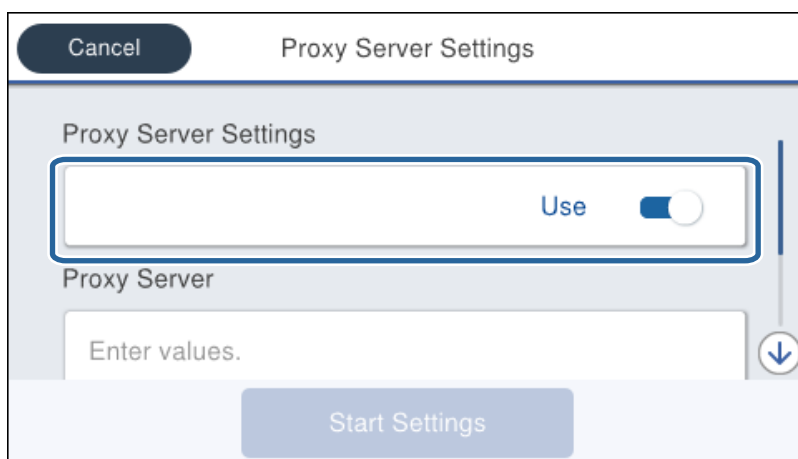 Cancel
Proxy Server Settings
Proxy Server Settings
Use
Proxy Server
Enter values.
Start Settings